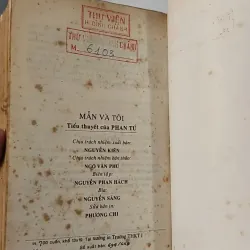 THƯ VIỆN
6103
MẪN VÀ TÔI
Tiểu thuyết của PHAN TỨ
Chịu trách nhiệm xuất bản
NGUYỄN KIÊN
Chịu trách nhiệm bản thảo
NGÔ VĂN PHÚ
Biên tập
NGUYỄN PHAN HÁCH
Bìa
NGUYỄN SÁNG
Sửa bản in
PHƯƠNG CHI